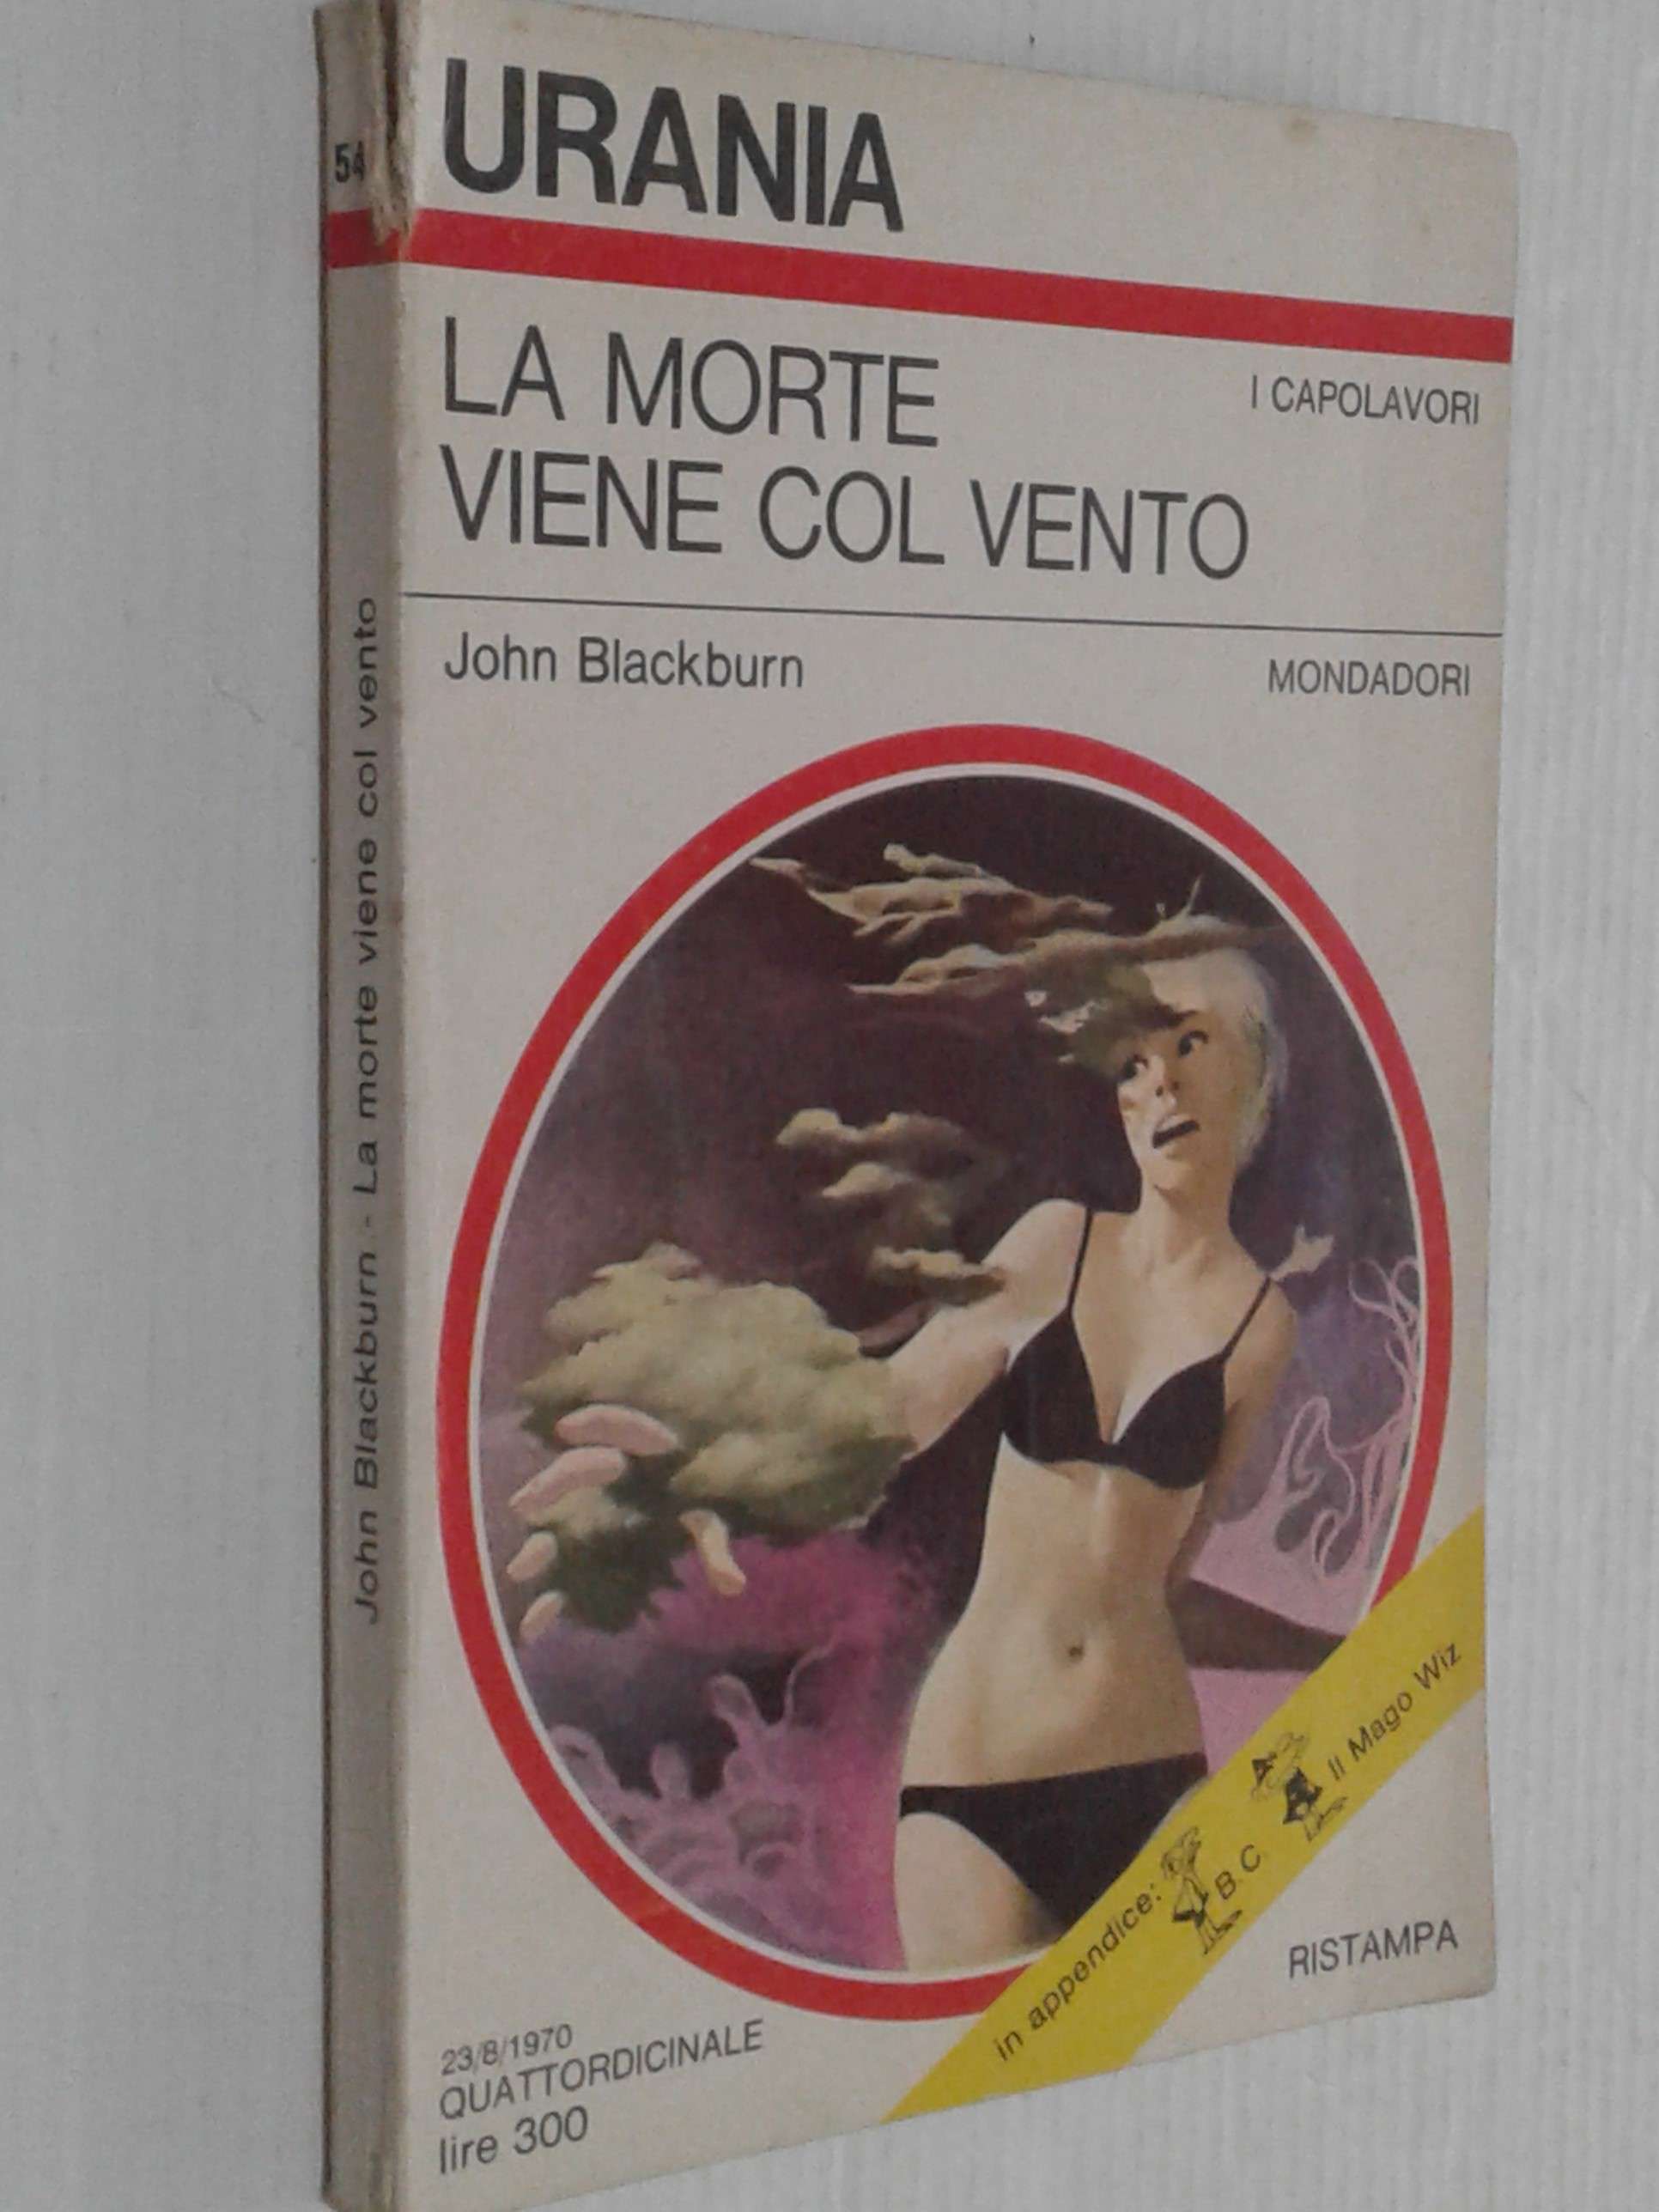 URANIA
LA MORTE
VIENE COL VENTO
I CAPOLAVORI
John Blackburn
MONDADORI
in appendice: B.C. Il Mago Wiz
RISTAMPA
23/8/1970
QUATTORDICINALE
lire 300
John Blackburn - La morte viene col vento